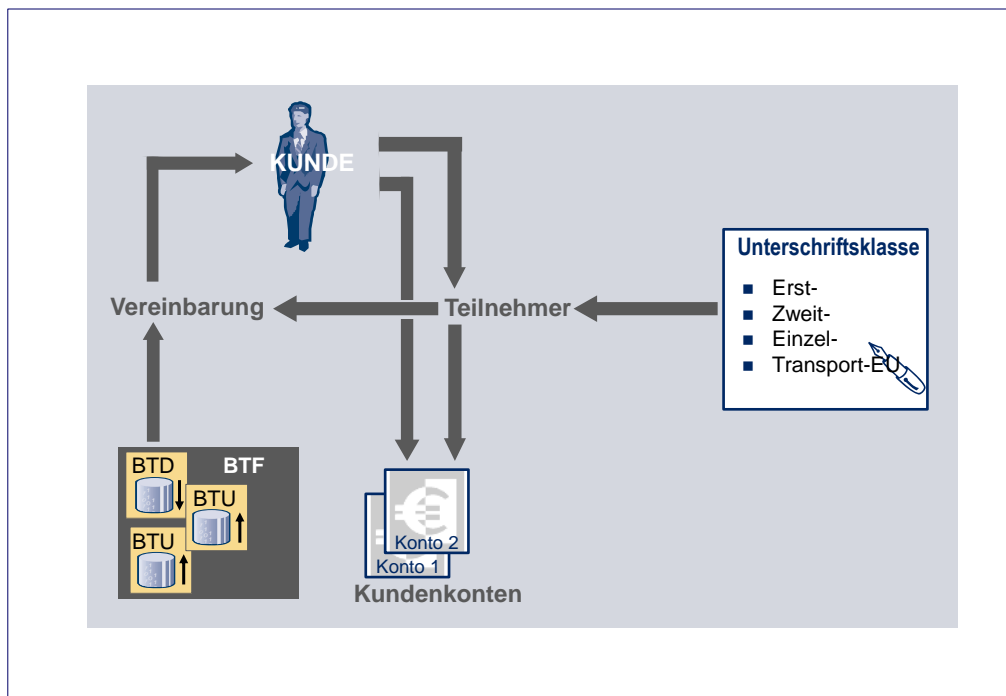 KUNDE
Unterschriftsklasse
Erst-
Zweit-
Einzel-
Transport-EU
Vereinbarung
Teilnehmer
BTD
BTF
BTU
BTU
Konto 2
Konto 1
Kundenkonten